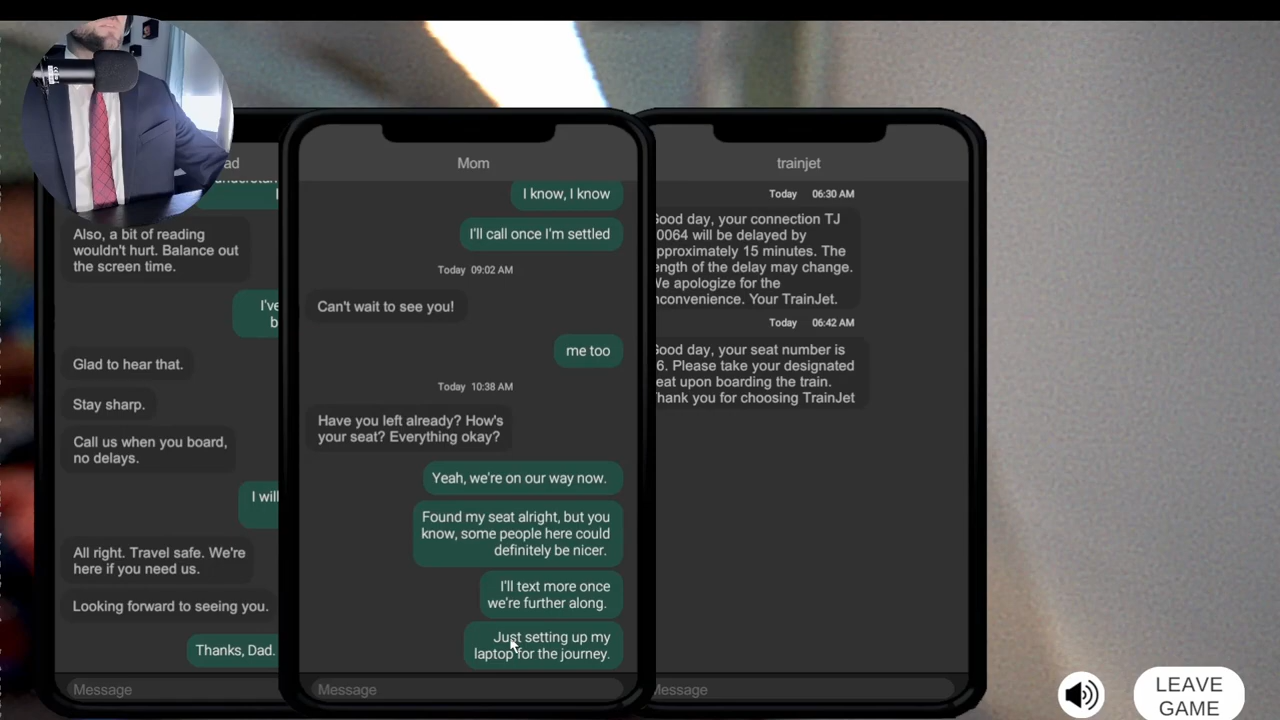 ad
Also, a bit of reading
wouldn't hurt. Balance out
the screen time.
I've
Glad to hear that.
Stay sharp.
Call us when you board,
no delays.
I will
All right. Travel safe. We're
here if you need us.
Looking forward to seeing you.
Thanks, Dad.
Message
Mom
I know, I know
I'll call once I'm settled
Today 09:02 AM
Can't wait to see you!
me too
Today 10:38 AM
Have you left already? How's
your seat? Everything okay?
Yeah, we're on our way now.
Found my seat alright, but you
know, some people here could
definitely be nicer.
I'll text more once
we're further along.
Just setting up my
laptop for the journey.
Message
trainjet
Today 06:30 AM
ood day, your connection TJ
0064 will be delayed by
pproximately 15 minutes. The
ength of the delay may change.
We apologize for the
nconvenience. Your TrainJet.
Today 06:42 AM
ood day, your seat number is
6. Please take your designated
eat upon boarding the train.
hank you for choosing TrainJet
Message
LEAVE
GAME